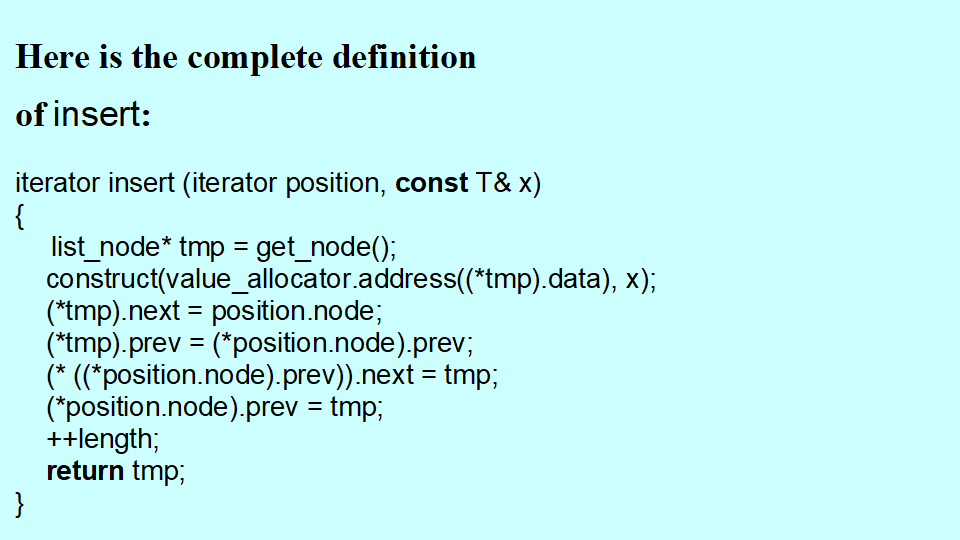 Here is the complete definition
of insert:
iterator insert (iterator position, const T& x)
{
list_node* tmp = get_node();
construct(value_allocator.address((*tmp).data), x);
(*tmp).next = position.node;
(*tmp).prev = (*position.node).prev;
(* ((*position.node).prev)).next = tmp;
(*position.node).prev = tmp;
++length;
return tmp;
}